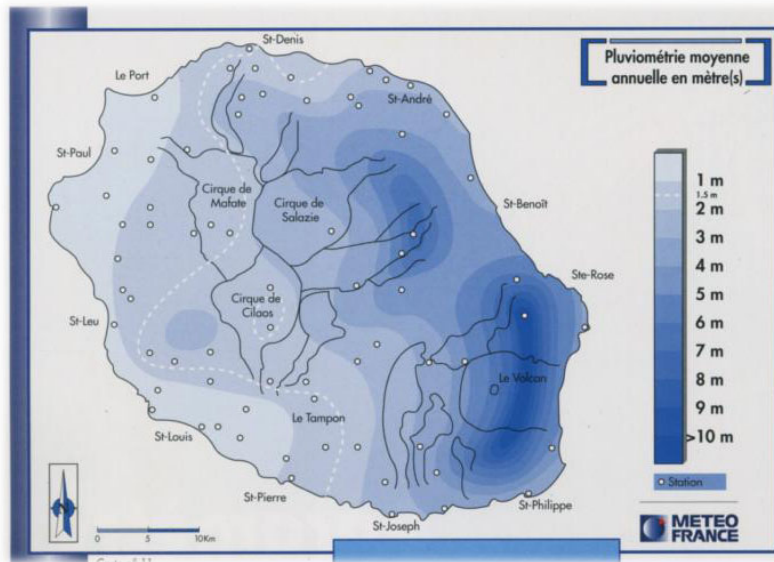 Pluviométrie moyenne
annuelle en mètre(s)
St-Denis
Le Port
St-André
St-Paul
Cirque de
Mafate
Cirque de
Salazie
St-Benoît
Ste-Rose
Cirque de
Cilaos
St-Leu
Le Volcan
Le Tampon
St-Louis
St-Pierre
St-Joseph
St-Philippe
1 m
1.5 m
2 m
3 m
4 m
5 m
6 m
7 m
8 m
9 m
>10 m
Station
0 5 10Km
METEO
FRANCE